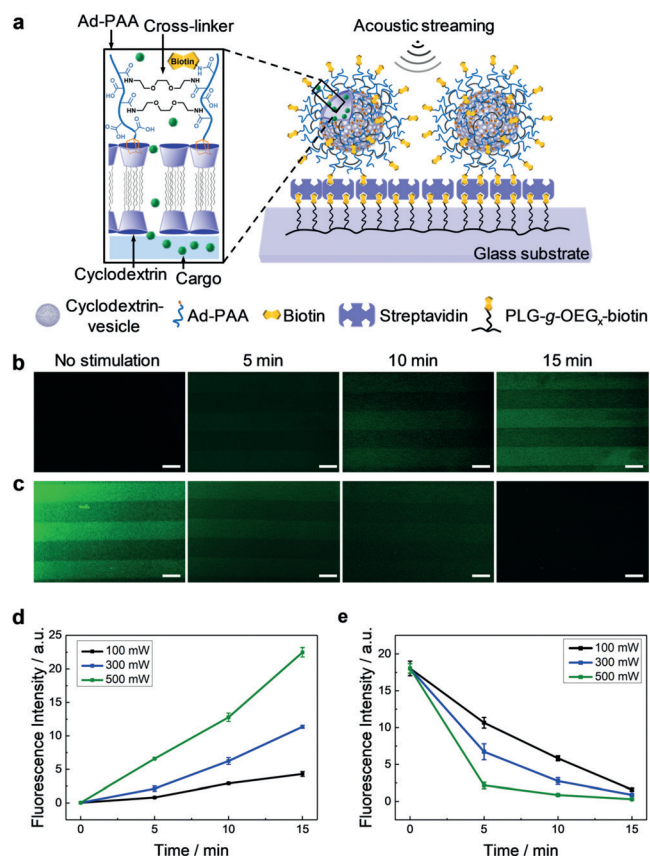 a
Ad-PAA
Cross-linker
Acoustic streaming
Biotin
HN
HN
NH
HN
NH
Glass substrate
Cyclodextrin
Cargo
Cyclodextrin-
vesicle
Ad-PAA
Biotin
Streptavidin
PLG-g-OEGx-biotin
b
No stimulation
5 min
10 min
15 min
c
d
Fluorescence Intensity / a.u.
25
20
15
10
5
0
100 mW
300 mW
500 mW
0
5
10
15
Time / min
e
Fluorescence Intensity / a.u.
20
15
10
5
0
100 mW
300 mW
500 mW
0
5
10
15
Time / min